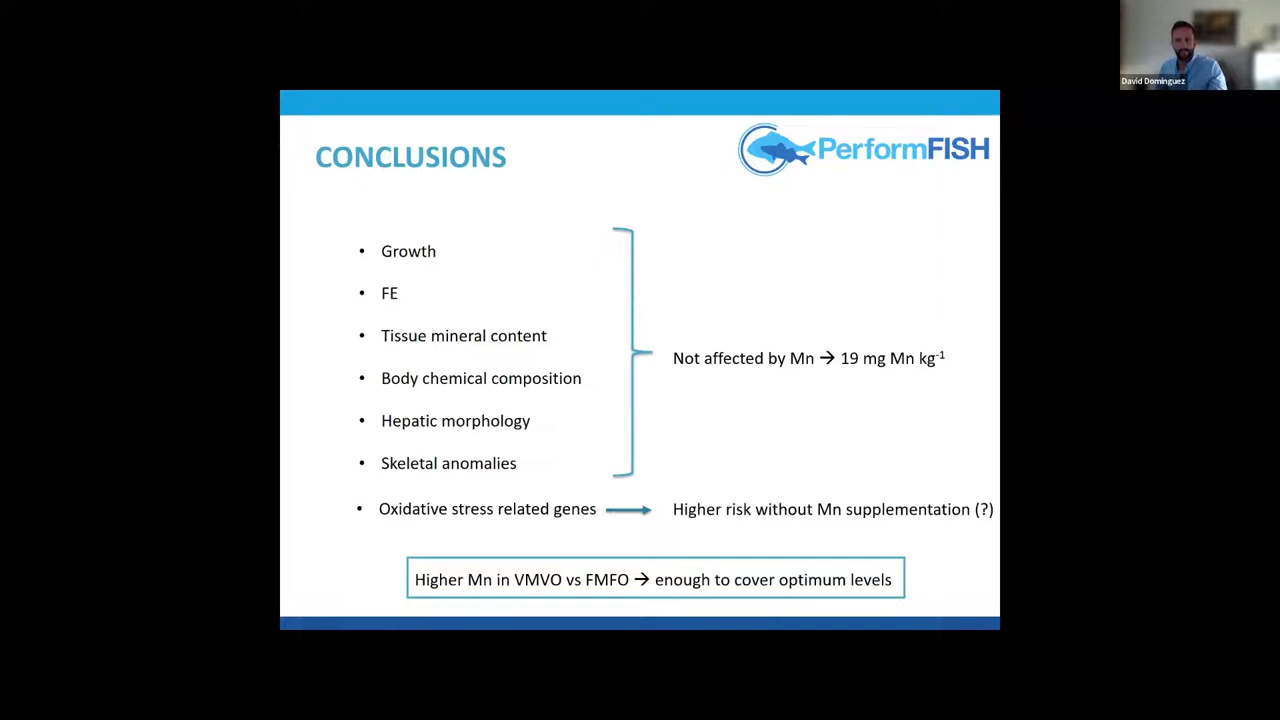 David Dominguez
CONCLUSIONS
PerformFISH
• Growth
• FE
• Tissue mineral content
• Body chemical composition
• Hepatic morphology
• Skeletal anomalies
Not affected by Mn → 19 mg Mn kg⁻¹
• Oxidative stress related genes
Higher risk without Mn supplementation (?)
Higher Mn in VMVO vs FMFO → enough to cover optimum levels